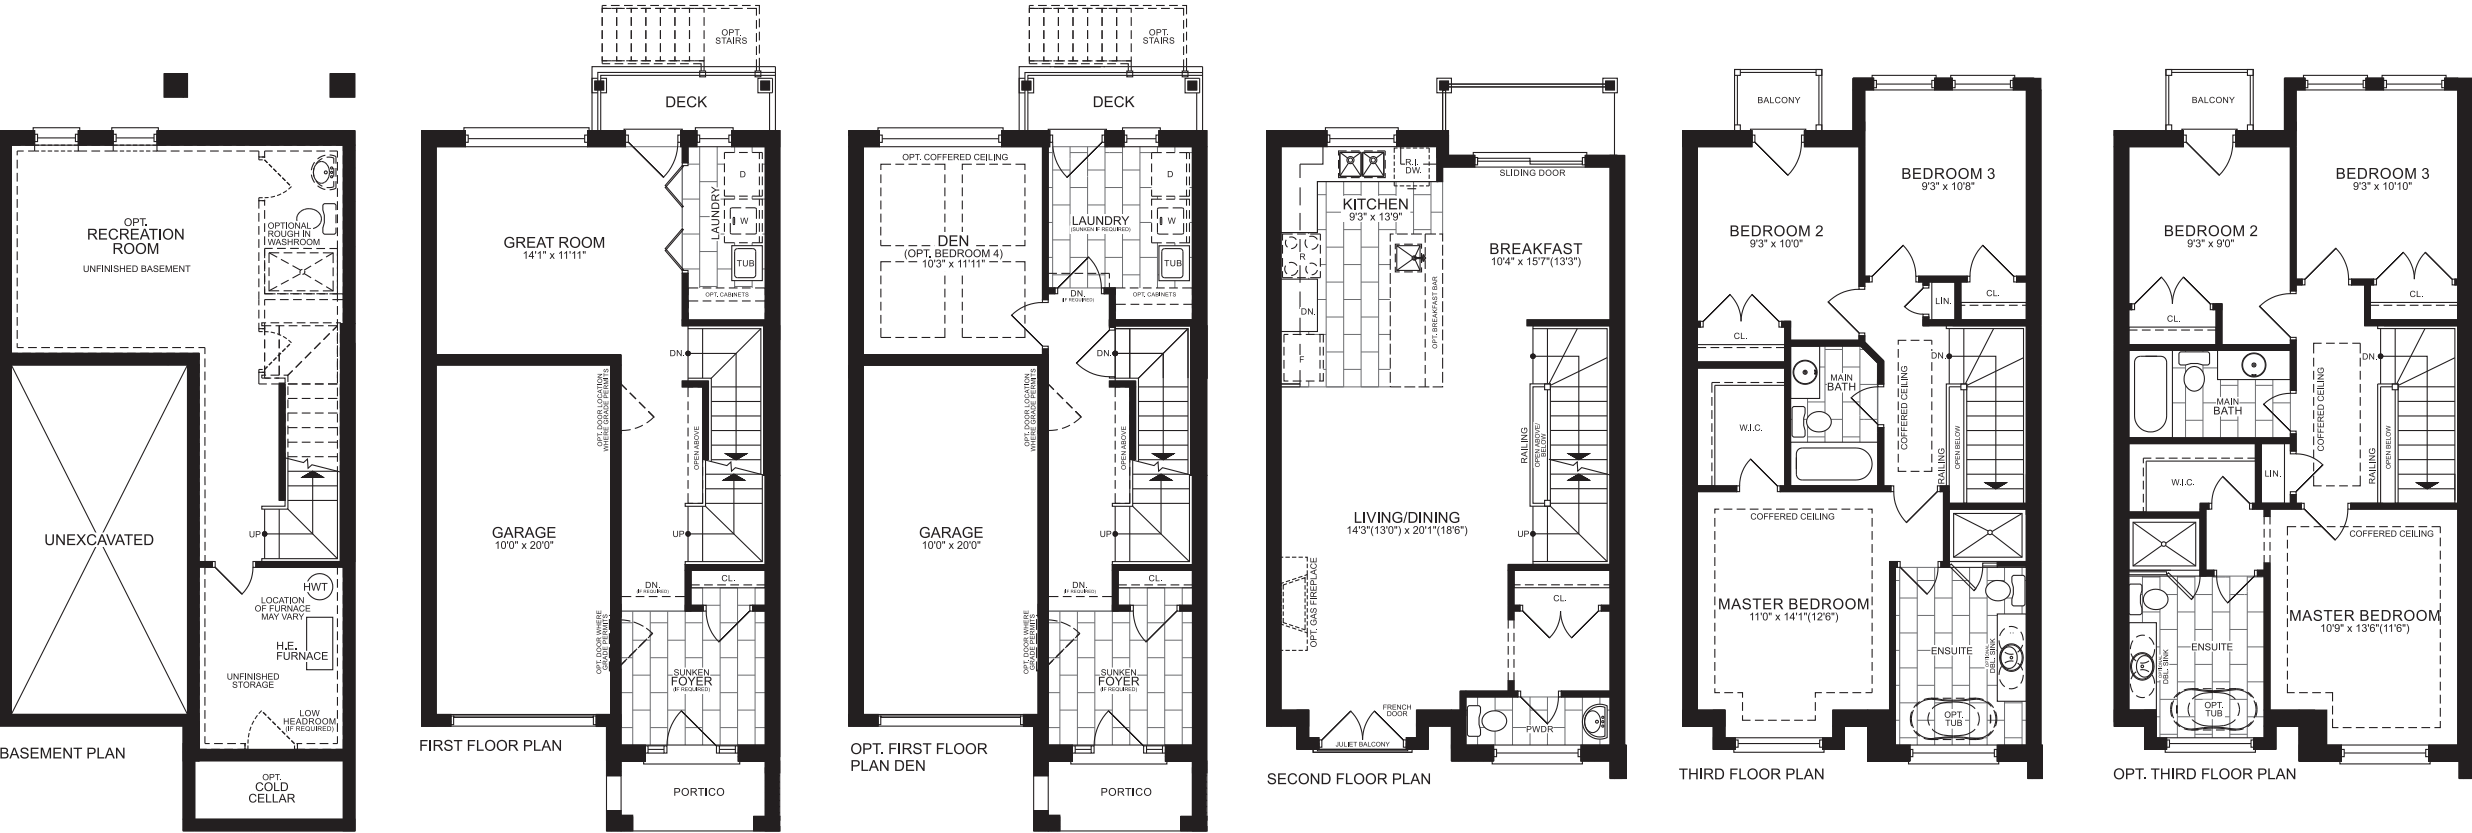 OPT.
RECREATION
ROOM
UNFINISHED BASEMENT
OPTIONAL
ROUGH IN
WASHROOM
UNEXCAVATED
UP
HWT
LOCATION
OF FURNACE
MAY VARY
H.E.
FURNACE
UNFINISHED
STORAGE
LOW
HEADROOM
(IF REQUIRED)
BASEMENT PLAN
OPT.
COLD
CELLAR
OPT.
STAIRS
DECK
GREAT ROOM
14'1" x 11'11"
LAUNDRY
D
W
TUB
OPT. CABINETS
DN.
OPT. DOOR LOCATION
WHERE GRADE PERMITS
OPEN ABOVE
GARAGE
10'0" x 20'0"
UP
DN.
(IF REQUIRED)
CL.
OPT. DOOR WHERE
GRADE PERMITS
SUNKEN
FOYER
(IF REQUIRED)
FIRST FLOOR PLAN
PORTICO
OPT.
STAIRS
DECK
OPT. COFFERED CEILING
DEN
(OPT. BEDROOM 4)
10'3" x 11'11"
LAUNDRY
(SUNKEN IF REQUIRED)
D
W
TUB
DN.
(IF REQUIRED)
OPT. CABINETS
DN.
OPT. DOOR LOCATION
WHERE GRADE PERMITS
OPEN ABOVE
GARAGE
10'0" x 20'0"
UP
DN.
(IF REQUIRED)
CL.
OPT. DOOR WHERE
GRADE PERMITS
SUNKEN
FOYER
(IF REQUIRED)
OPT. FIRST FLOOR
PLAN DEN
PORTICO
R.I.
DW.
SLIDING DOOR
KITCHEN
9'3" x 13'9"
R
BREAKFAST
10'4" x 15'7"(13'3")
DN.
F
OPT. BREAKFAST BAR
RAILING
OPEN ABOVE/
BELOW
LIVING/DINING
14'3"(13'0") x 20'1"(18'6")
UP
OPT. GAS FIREPLACE
CL.
FRENCH
DOOR
JULIET BALCONY
PWDR
SECOND FLOOR PLAN
BALCONY
BEDROOM 3
9'3" x 10'8"
BEDROOM 2
9'3" x 10'0"
LIN.
CL.
CL.
MAIN
BATH
DN.
COFFERED CEILING
W.I.C.
RAILING
OPEN BELOW
COFFERED CEILING
MASTER BEDROOM
11'0" x 14'1"(12'6")
ENSUITE
OPTIONAL
DBL. SINK
OPT.
TUB
THIRD FLOOR PLAN
BALCONY
BEDROOM 3
9'3" x 10'10"
BEDROOM 2
9'3" x 9'0"
CL.
CL.
DN.
MAIN
BATH
COFFERED CEILING
RAILING
OPEN BELOW
W.I.C.
LIN.
COFFERED CEILING
MASTER BEDROOM
10'9" x 13'6"(11'6")
ENSUITE
OPTIONAL
DBL. SINK
OPT.
TUB
OPT. THIRD FLOOR PLAN